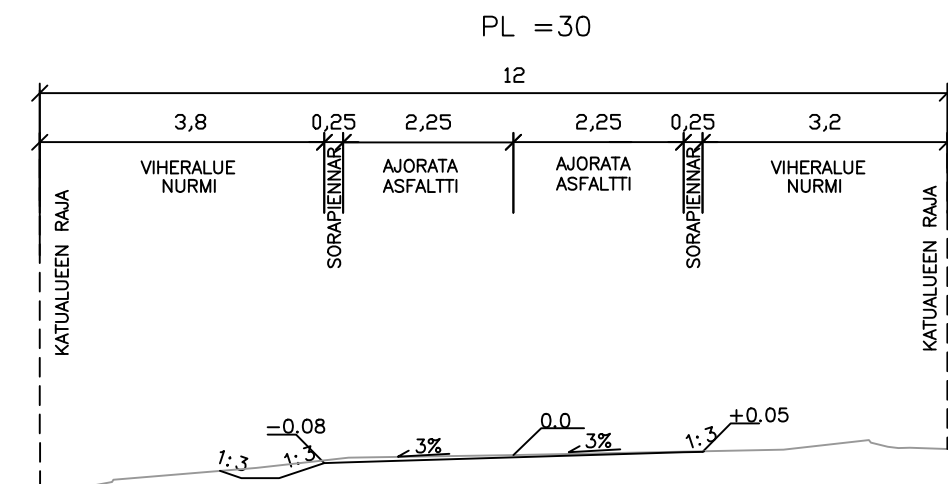 PL =30
12
3,8 0,25 2,25 2,25 0,25 3,2
VIHERALUE
NURMI
SORAPIENNAR
AJORATA
ASFALTTI
AJORATA
ASFALTTI
SORAPIENNAR
VIHERALUE
NURMI
KATUALUEEN RAJA
KATUALUEEN RAJA
-0.08
0.0
+0.05
1:3
1:3
3%
3%
1:3